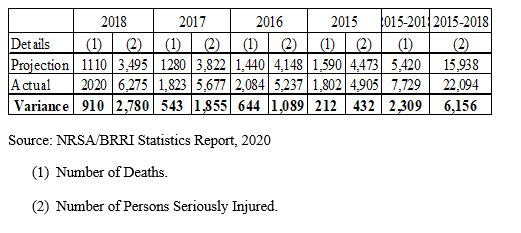 2018 2017 2016 2015 2015-201 2015-2018
Details (1) (2) (1) (2) (1) (2) (1) (2) (1) (2)
Projection 1110 3,495 1280 3,822 1,440 4,148 1,590 4,473 5,420 15,938
Actual 2020 6,275 1,823 5,677 2,084 5,237 1,802 4,905 7,729 22,094
Variance 910 2,780 543 1,855 644 1,089 212 432 2,309 6,156
Source: NRSA/BRRI Statistics Report, 2020
(1) Number of Deaths.
(2) Number of Persons Seriously Injured.